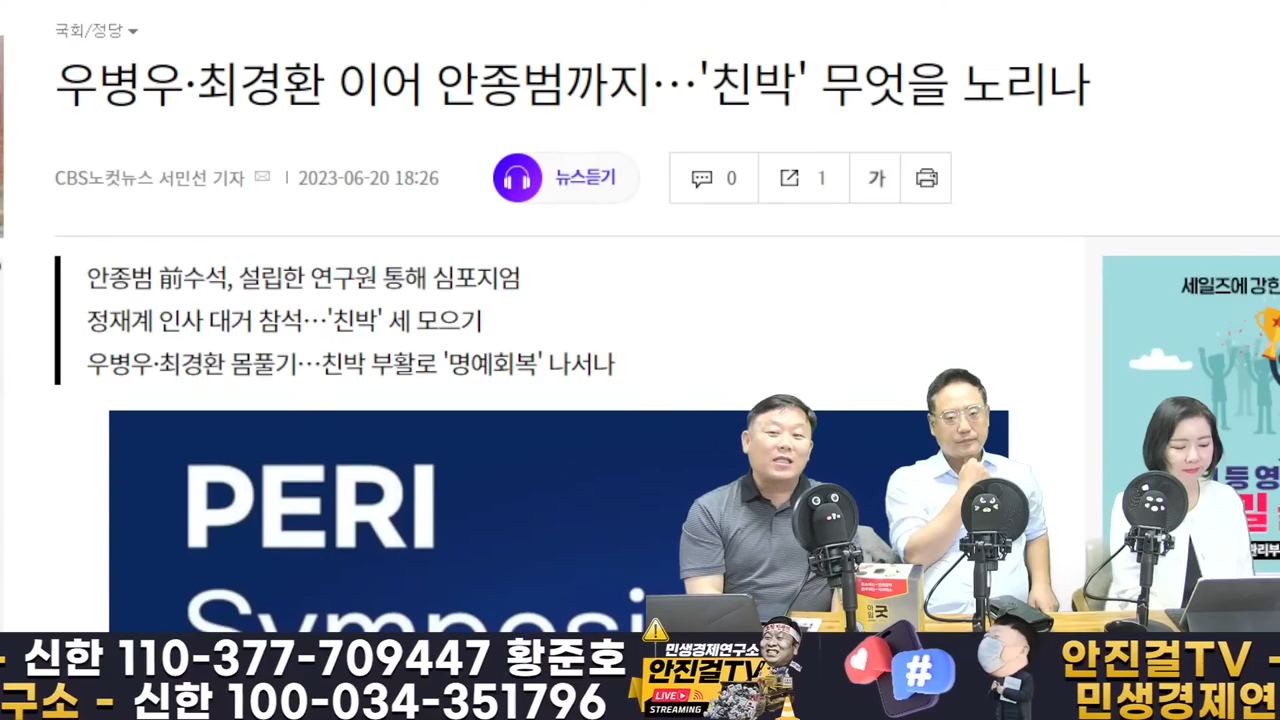 국회/정당
우병우·최경환 이어 안종범까지…'친박' 무엇을 노리나
CBS노컷뉴스 서민선 기자
2023-06-20 18:26
뉴스듣기
0
1
가
안종범 前수석, 설립한 연구원 통해 심포지엄
정재계 인사 대거 참석…'친박' 세 모으기
우병우·최경환 몸풀기…친박 부활로 '명예회복' 나서나
세일즈에 강한
등 영
PERI
Symposi
굿
민생경제연구소
안진걸TV
LIVE
STREAMING
#
- 신한 110-377-709447 황준호
구소 - 신한 100-034-351796
안진걸TV -
민생경제연